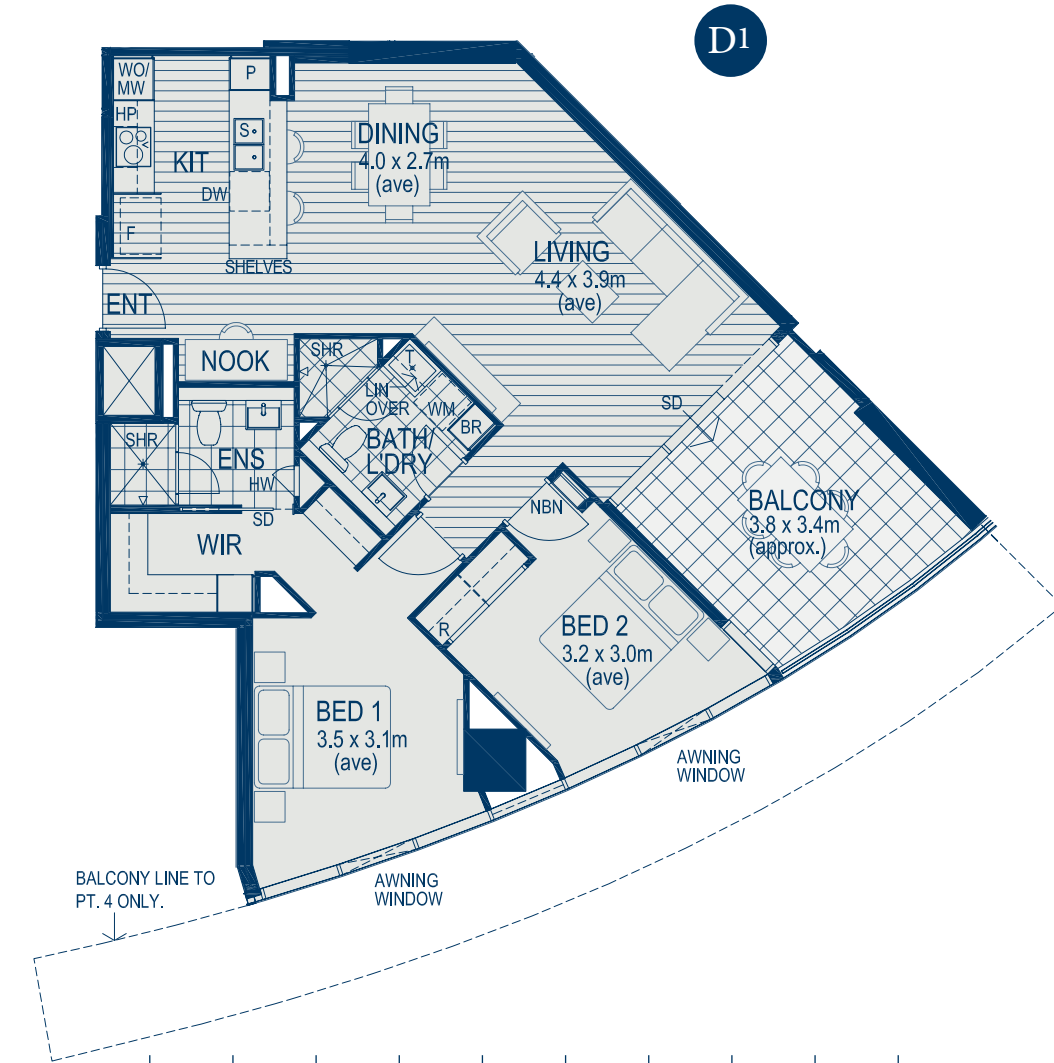 D1
WO/
MW
P
HP
S
KIT
DW
F
SHELVES
DINING
4.0 x 2.7m
(ave)
LIVING
4.4 x 3.9m
(ave)
ENT
NOOK
SHR
T
LIN
OVER
WM
BR
BATH/
L'DRY
SD
SHR
ENS
HW
SD
WIR
NBN
BALCONY
3.8 x 3.4m
(approx.)
R
BED 2
3.2 x 3.0m
(ave)
BED 1
3.5 x 3.1m
(ave)
AWNING
WINDOW
AWNING
WINDOW
BALCONY LINE TO
PT. 4 ONLY.